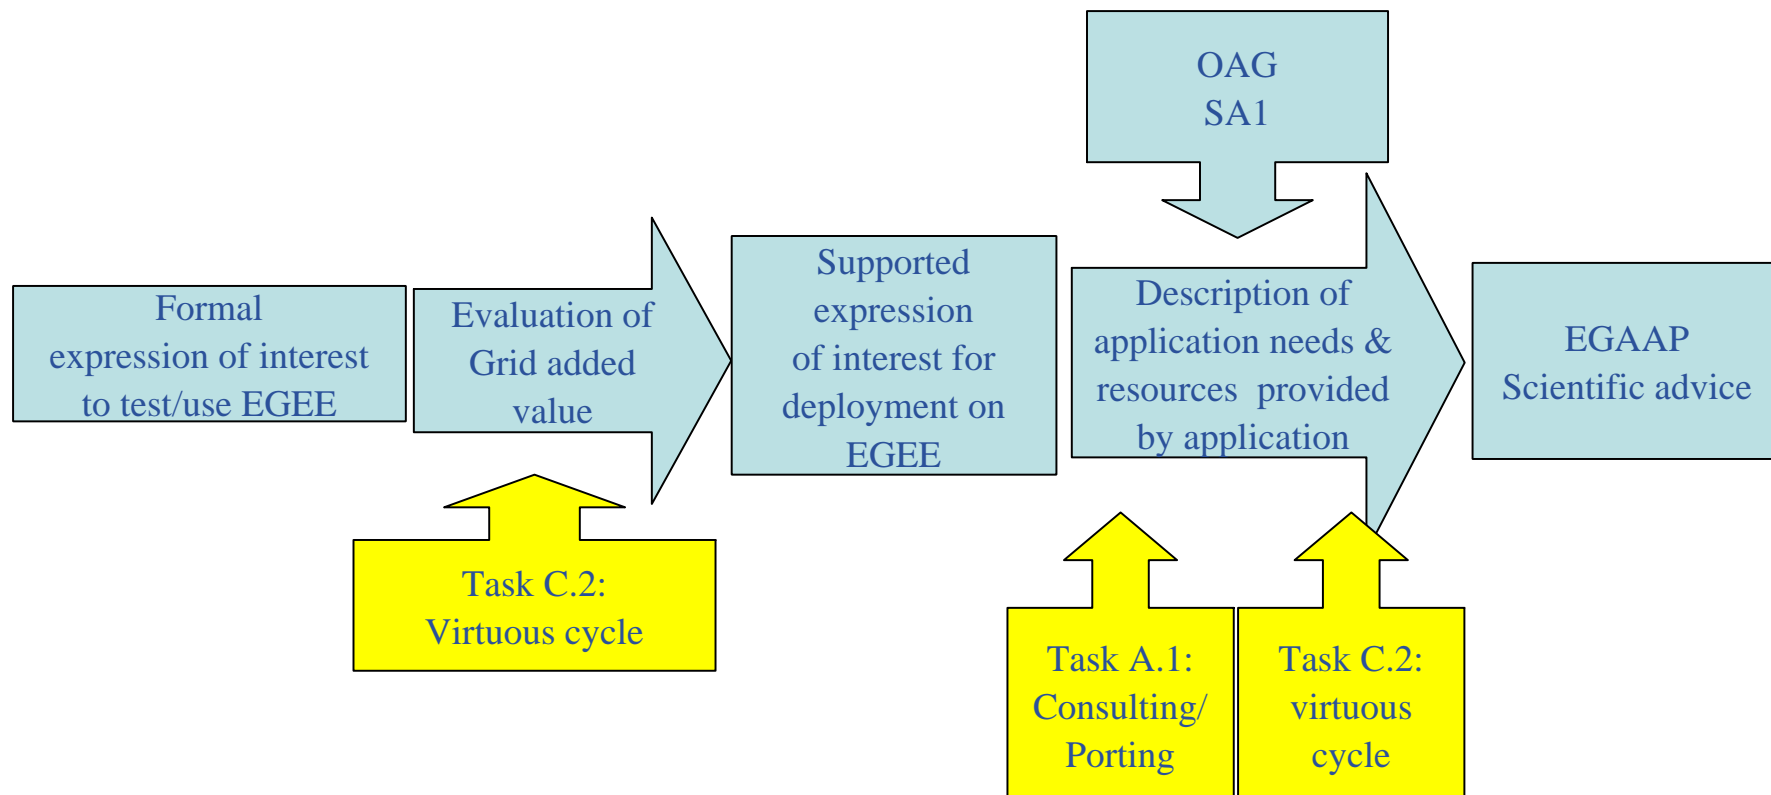 OAG
SA1
Formal
expression of interest
to test/use EGEE
Evaluation of
Grid added
value
Supported
expression
of interest for
deployment on
EGEE
Description of
application needs &
resources provided
by application
EGAAP
Scientific advice
Task C.2:
Virtuous cycle
Task A.1:
Consulting/
Porting
Task C.2:
virtuous
cycle